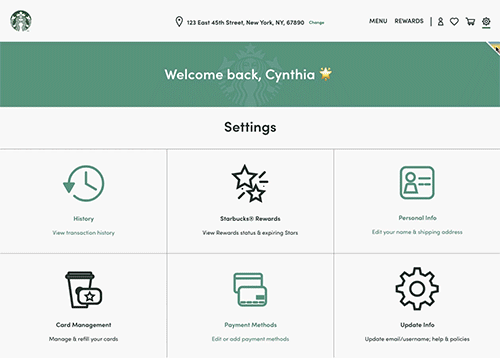 123 East 45th Street, New York, NY, 67890 Change
MENU REWARDS
Welcome back, Cynthia 🌟
Settings
History
View transaction history
Starbucks® Rewards
View Rewards status & expiring Stars
Personal Info
Edit your name & shipping address
Card Management
Manage & refill your cards
Payment Methods
Edit or add payment methods
Update Info
Update email/username; help & policies